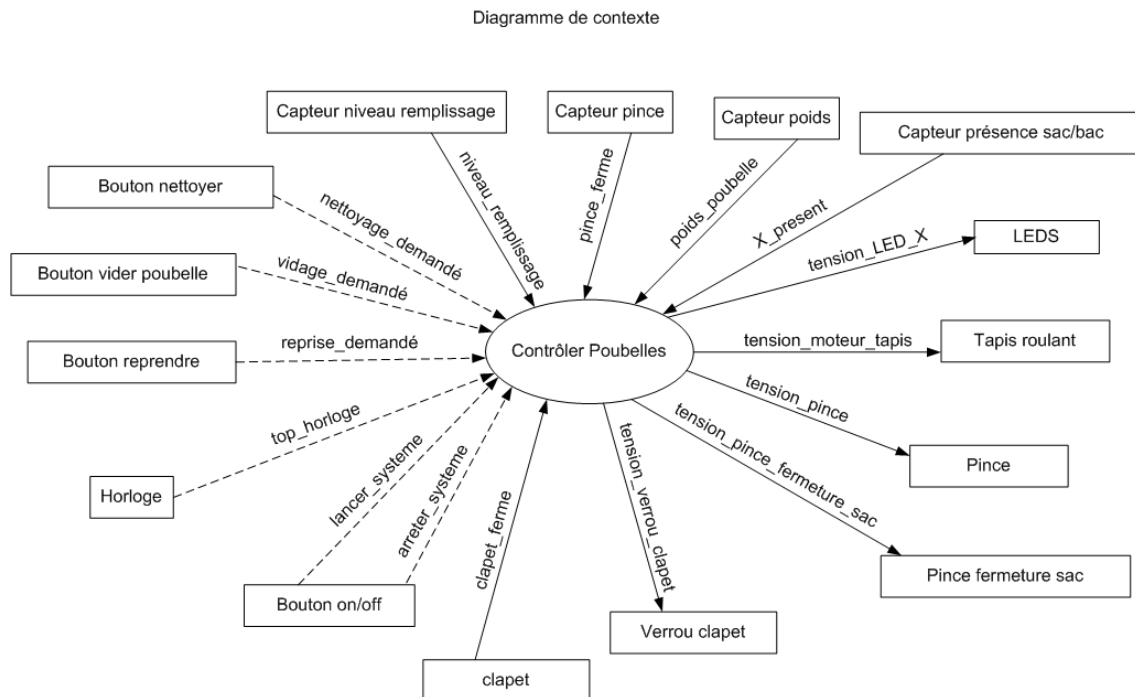 Diagramme de contexte
Capteur niveau remplissage
Capteur pince
Capteur poids
Capteur présence sac/bac
Bouton nettoyer
nettoyage_demandé
niveau_remplissage
pince_ferme
poids_poubelle
X_present
tension_LED_X
LEDS
Bouton vider poubelle
vidage_demandé
Bouton reprendre
reprise_demandé
Contrôler Poubelles
tension_moteur_tapis
Tapis roulant
top_horloge
tension_pince
Pince
Horloge
lancer_systeme
arreter_systeme
clapet_ferme
tension_verrou_clapet
tension_pince_fermeture_sac
Pince fermeture sac
Bouton on/off
Verrou clapet
clapet